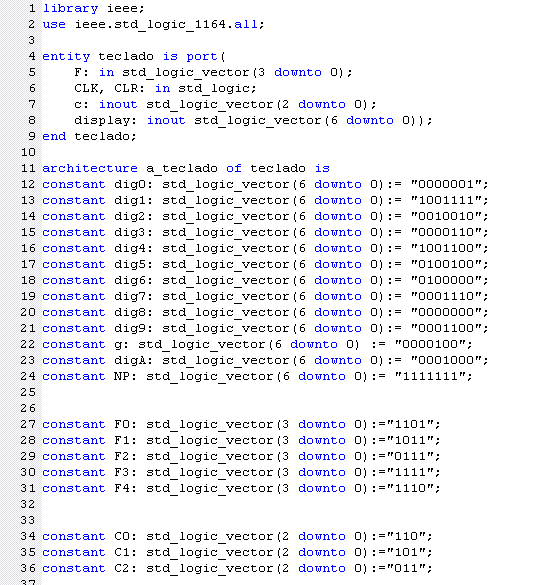 1 library ieee;
2 use ieee.std_logic_1164.all;
3
4 entity teclado is port(
5     F: in std_logic_vector(3 downto 0);
6     CLK, CLR: in std_logic;
7     c: inout std_logic_vector(2 downto 0);
8     display: inout std_logic_vector(6 downto 0));
9 end teclado;
10
11 architecture a_teclado of teclado is
12 constant dig0: std_logic_vector(6 downto 0):= "0000001";
13 constant dig1: std_logic_vector(6 downto 0):= "1001111";
14 constant dig2: std_logic_vector(6 downto 0):= "0010010";
15 constant dig3: std_logic_vector(6 downto 0):= "0000110";
16 constant dig4: std_logic_vector(6 downto 0):= "1001100";
17 constant dig5: std_logic_vector(6 downto 0):= "0100100";
18 constant dig6: std_logic_vector(6 downto 0):= "0100000";
19 constant dig7: std_logic_vector(6 downto 0):= "0001110";
20 constant dig8: std_logic_vector(6 downto 0):= "0000000";
21 constant dig9: std_logic_vector(6 downto 0):= "0001100";
22 constant g: std_logic_vector(6 downto 0) := "0000100";
23 constant digA: std_logic_vector(6 downto 0):= "0001000";
24 constant NP: std_logic_vector(6 downto 0):="1111111";
25
26
27 constant F0: std_logic_vector(3 downto 0):="1101";
28 constant F1: std_logic_vector(3 downto 0):="1011";
29 constant F2: std_logic_vector(3 downto 0):="0111";
30 constant F3: std_logic_vector(3 downto 0):="1111";
31 constant F4: std_logic_vector(3 downto 0):="1110";
32
33
34 constant C0: std_logic_vector(2 downto 0):="110";
35 constant C1: std_logic_vector(2 downto 0):="101";
36 constant C2: std_logic_vector(2 downto 0):="011";
37